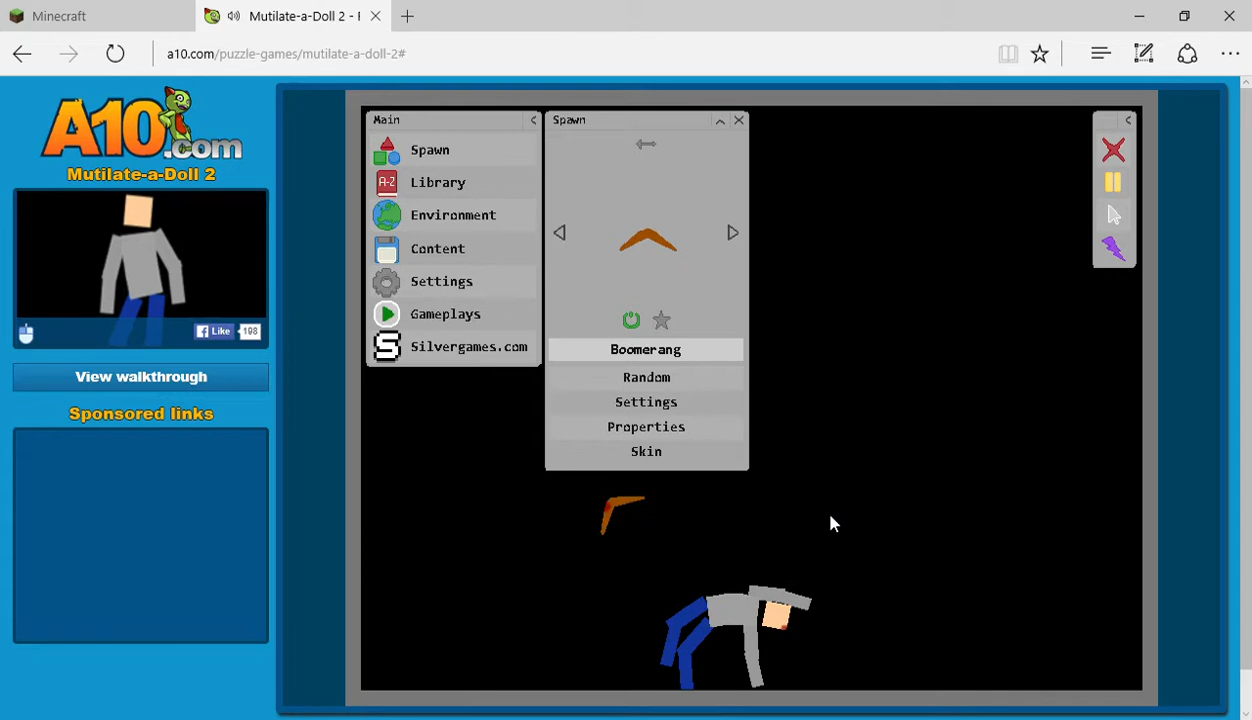 Minecraft
Mutilate-a-Doll 2 - F
a10.com/puzzle-games/mutilate-a-doll-2#
A10.com
Mutilate-a-Doll 2
Like 198
View walkthrough
Sponsored links
Main
A-Z
Spawn
Library
Environment
Content
Settings
Gameplays
S Silvergames.com
Spawn
Boomerang
Random
Settings
Properties
Skin